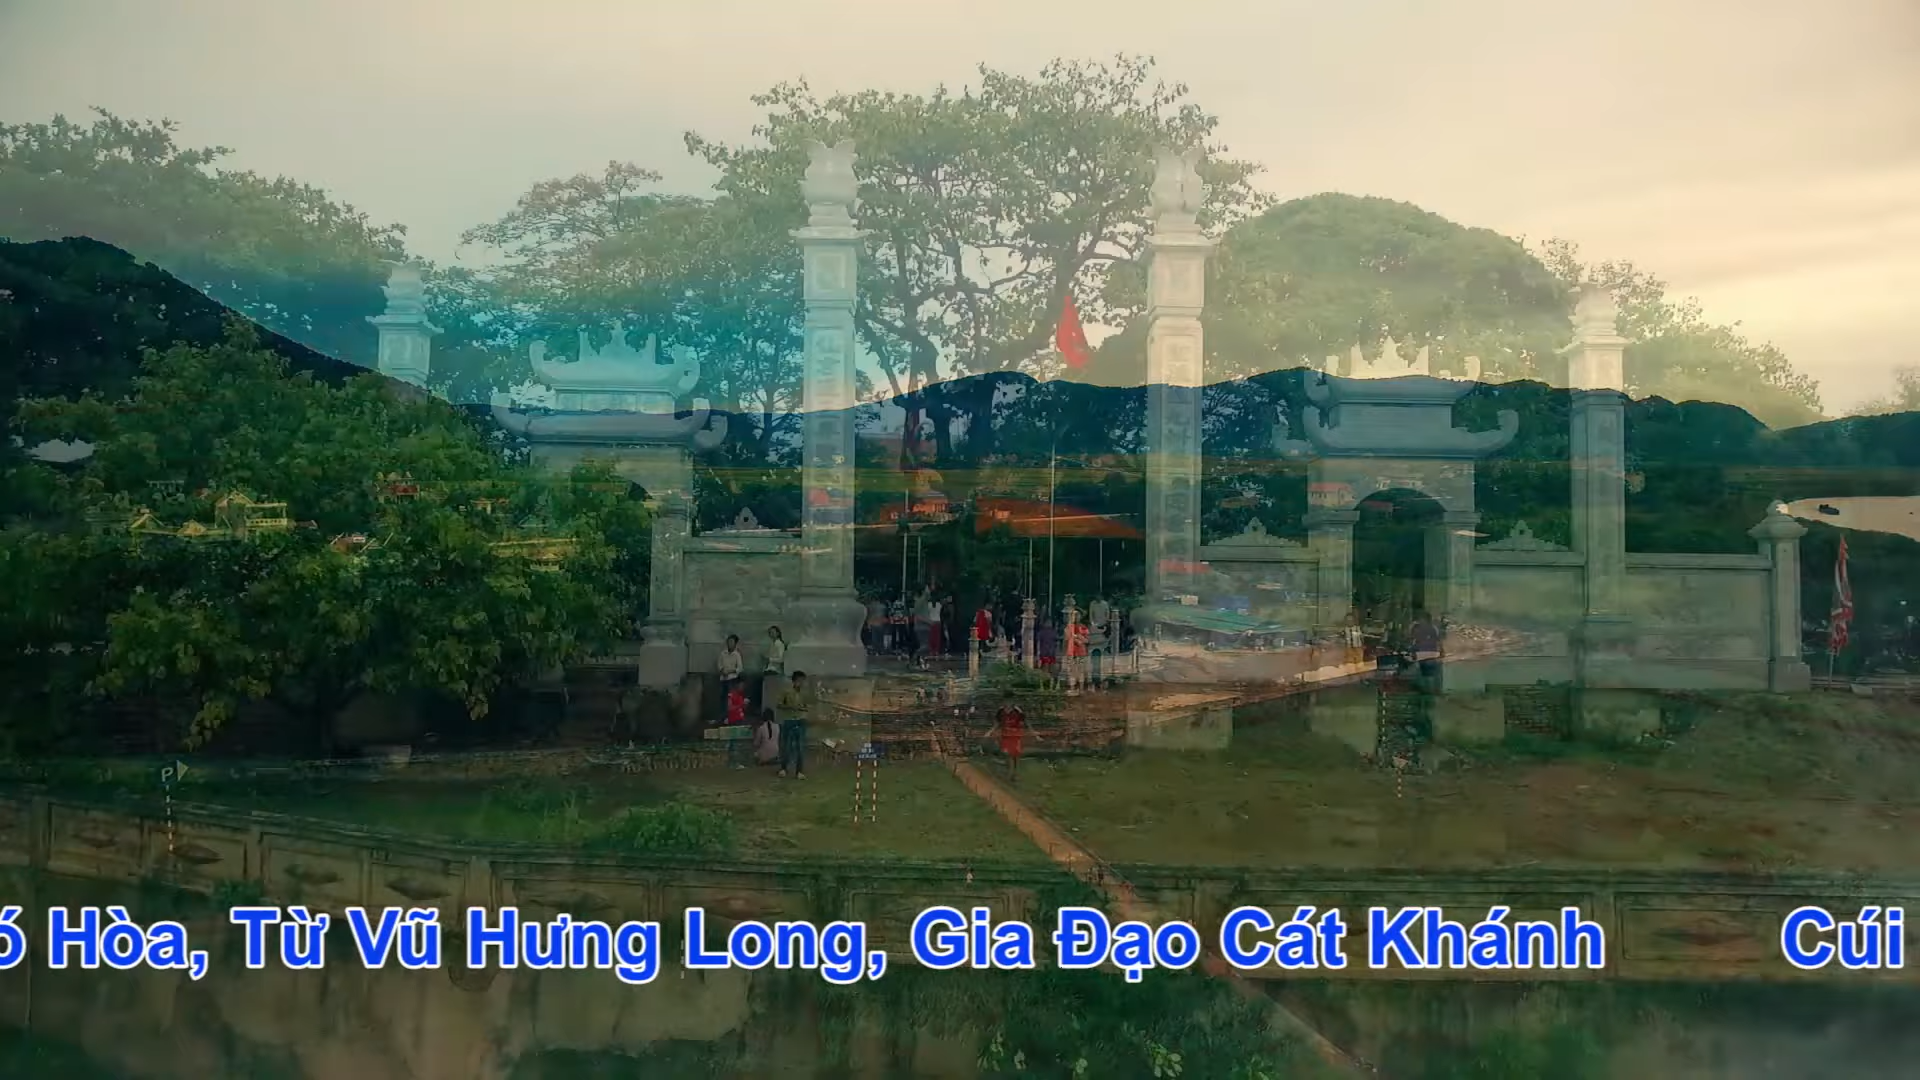 ó Hòa, Từ Vũ Hưng Long, Gia Đạo Cát Khánh Cúi
P